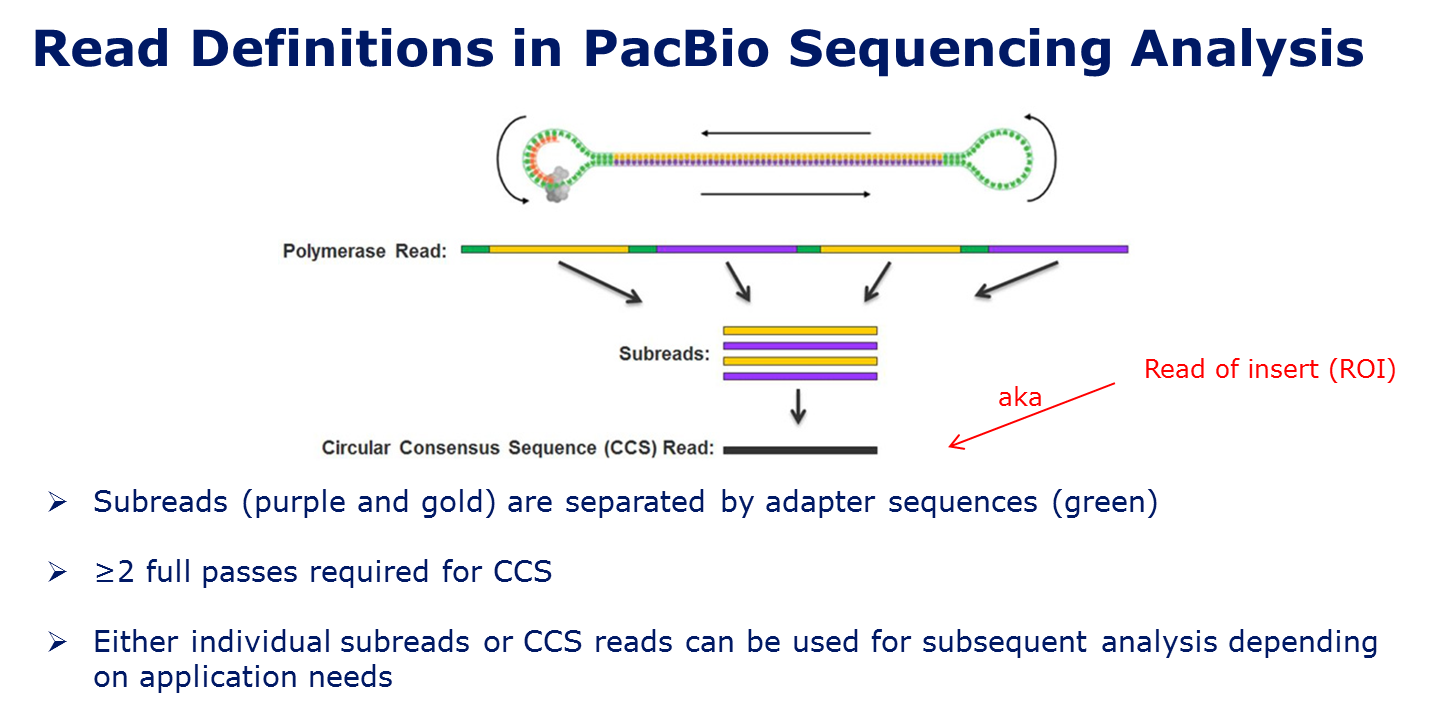 Read Definitions in PacBio Sequencing Analysis
Polymerase Read:
Subreads:
Read of insert (ROI)
aka
Circular Consensus Sequence (CCS) Read:
Subreads (purple and gold) are separated by adapter sequences (green)
≥2 full passes required for CCS
Either individual subreads or CCS reads can be used for subsequent analysis depending
on application needs